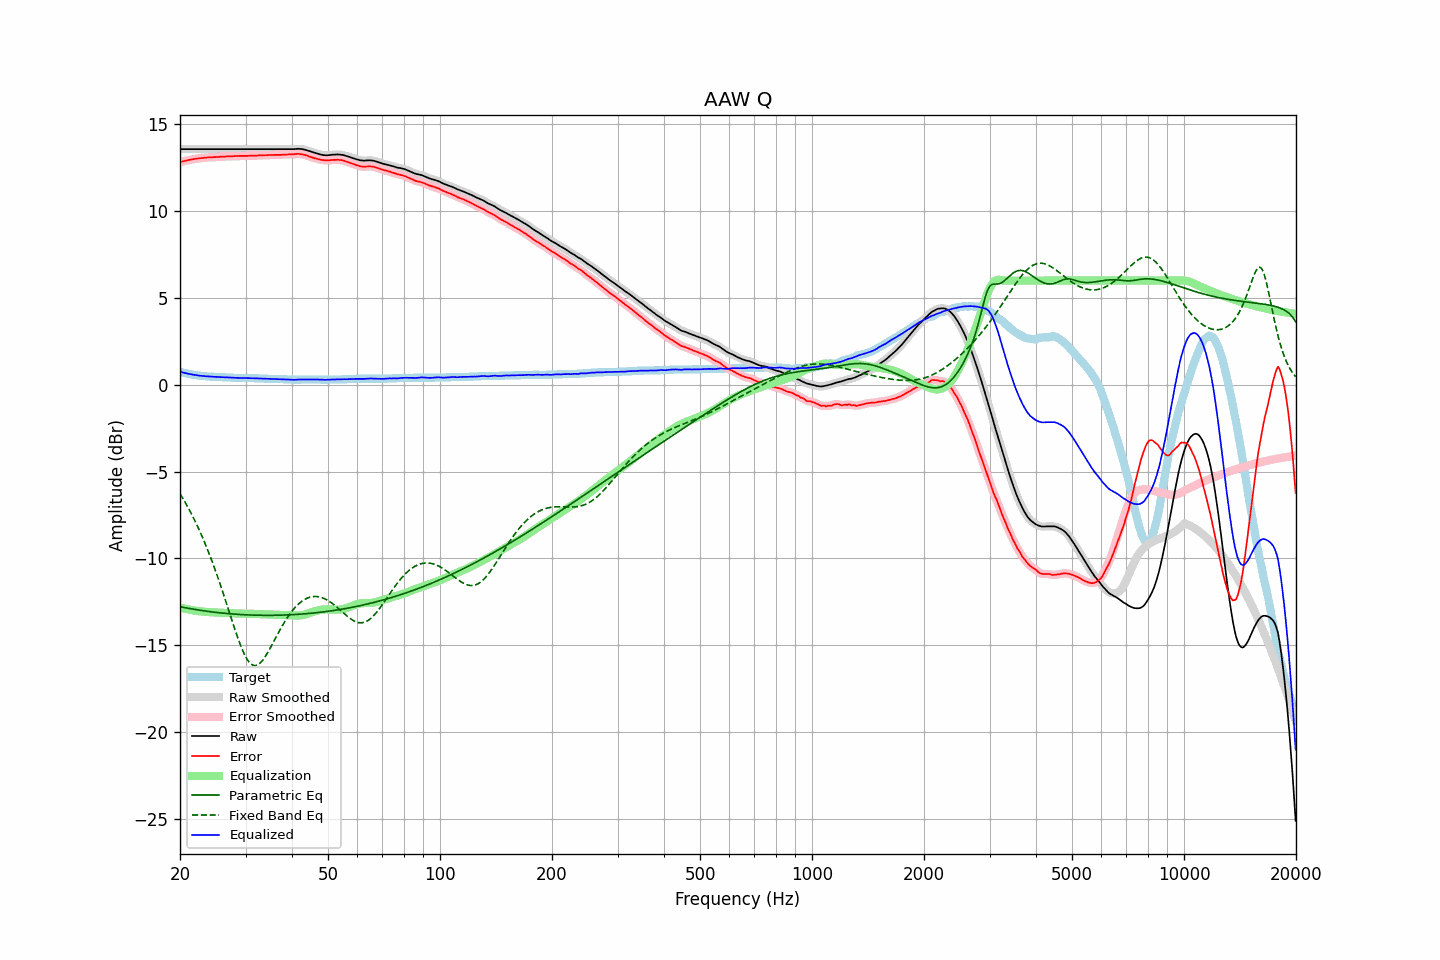 AAW Q
15
10
5
0
−5
−10
−15
−20
−25
Amplitude (dBr)
Target
Raw Smoothed
Error Smoothed
Raw
Error
Equalization
Parametric Eq
Fixed Band Eq
Equalized
20 50 100 200 500 1000 2000 5000 10000 20000
Frequency (Hz)